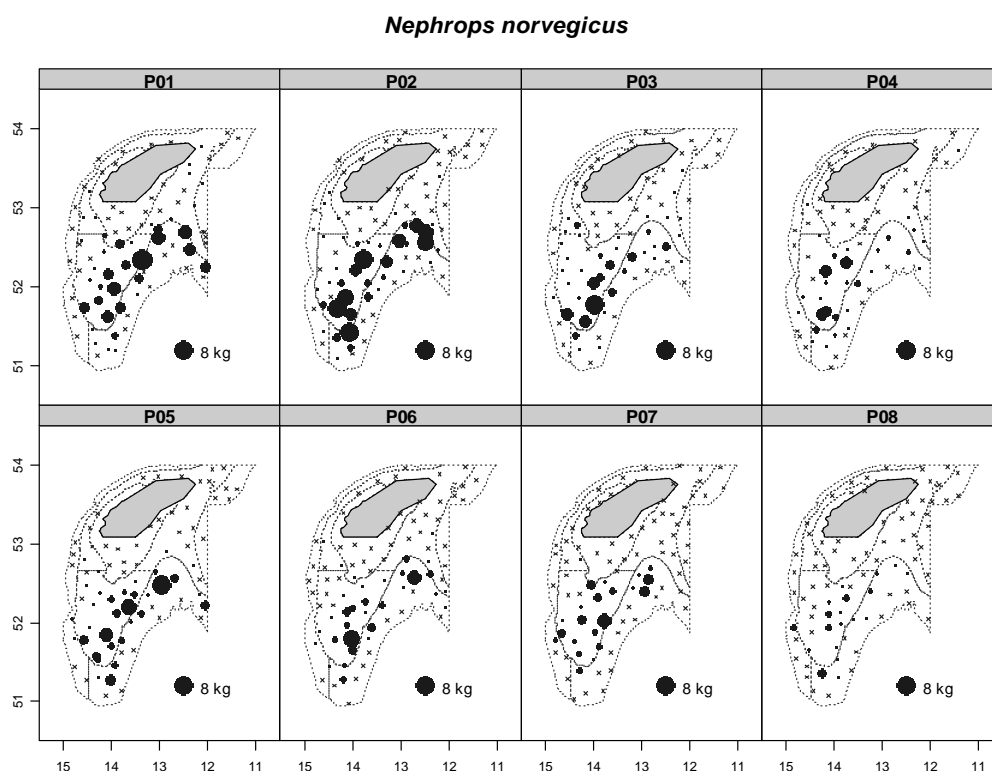 Nephrops norvegicus
P01 P02 P03 P04
54
53
52
51
8 kg 8 kg 8 kg 8 kg
P05 P06 P07 P08
54
53
52
51
8 kg 8 kg 8 kg 8 kg
15 14 13 12 11 15 14 13 12 11 15 14 13 12 11 15 14 13 12 11